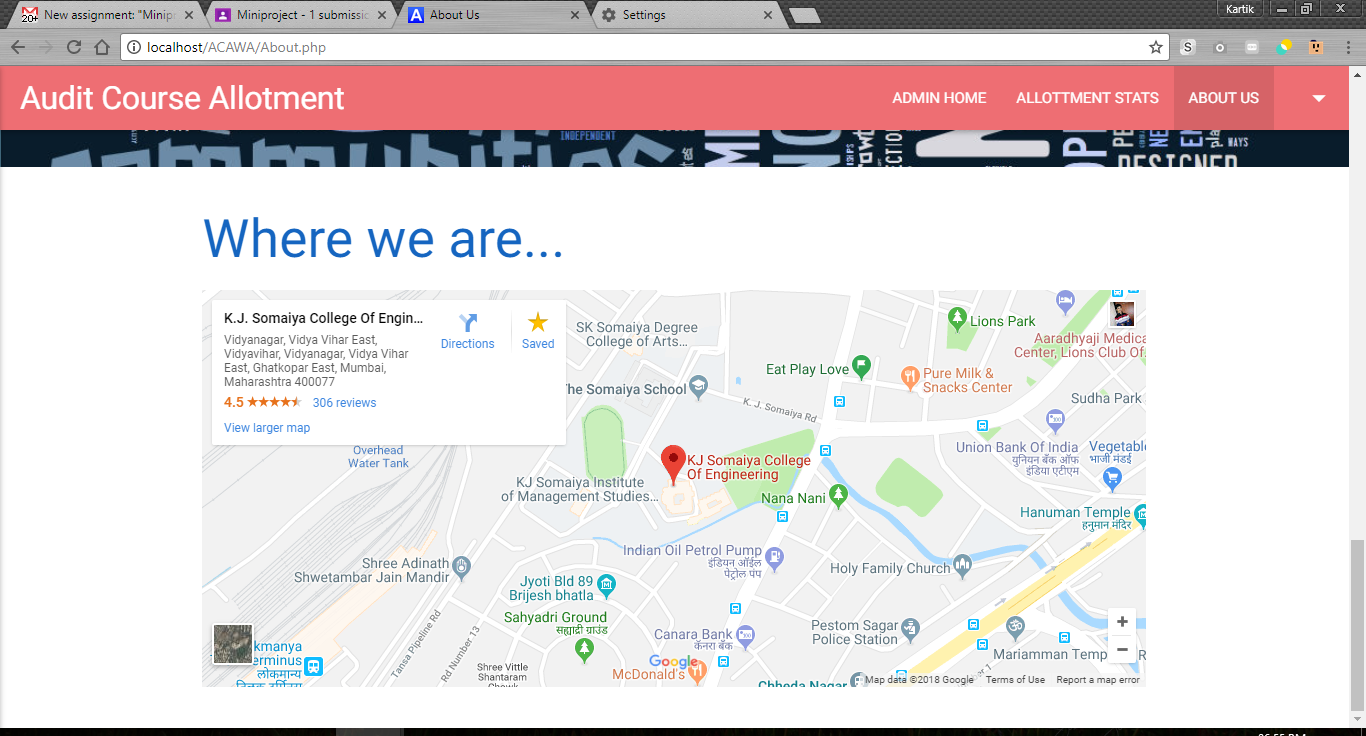 20+
New assignment: "Minip
Miniproject - 1 submissio
About Us
Settings
Kartik
localhost/ACAWA/About.php
S
Audit Course Allotment
ADMIN HOME
ALLOTTMENT STATS
ABOUT US
INDEPENDENT
WAYS
DESIGNER
Where we are...
K.J. Somaiya College Of Engin...
Vidyanagar, Vidya Vihar East,
Vidyavihar, Vidyanagar, Vidya Vihar
East, Ghatkopar East, Mumbai,
Maharashtra 400077
4.5 ★★★★★ 306 reviews
View larger map
Directions
Saved
SK Somaiya Degree
College of Arts...
Lions Park
Aaradhyaji Medica
Center, Lions Club Of.
Eat Play Love
Pure Milk &
Snacks Center
The Somaiya School
K. J. Somaiya Rd
Sudha Park
Overhead
Water Tank
KJ Somaiya College
Of Engineering
Union Bank Of India
युनियन बँक ऑफ
इंडिया एटीएम
Vegetable
भाजी मंडई
KJ Somaiya Institute
of Management Studies...
Nana Nani
Hanuman Temple
हनुमान मंदिर
Indian Oil Petrol Pump
इंडियन ऑईल
पेट्रोल पंप
Shree Adinath
Shwetambar Jain Mandir
Holy Family Church
Jyoti Bld 89
Brijesh bhatla
Sahyadri Ground
सह्याद्री ग्राउंड
Tansa Pipeline Rd
Rd Number 13
Canara Bank
कॅनरा बँक
Pestom Sagar
Police Station
kmanya
erminus
लोकमान्य
Shree Vittle
Shantaram
Chowk
Mariamman Temp
McDonald's
Google
Chheda Nagar
+
−
Map data ©2018 Google
Terms of Use
Report a map error